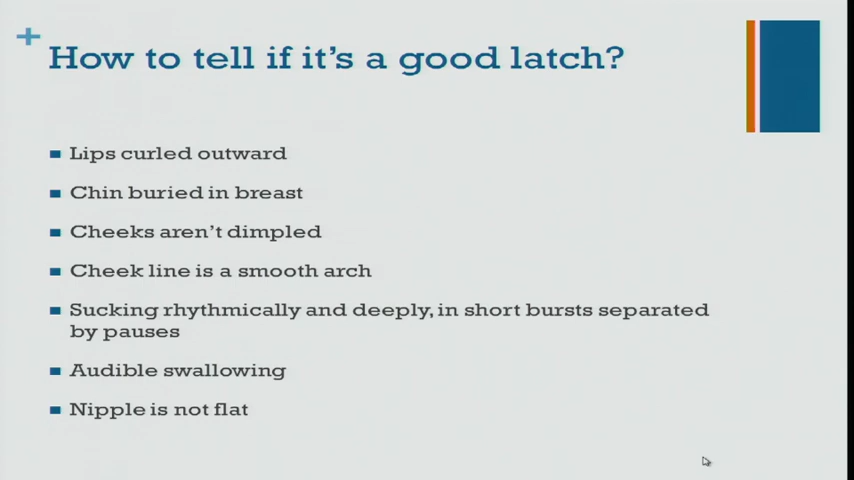 +
How to tell if it's a good latch?
Lips curled outward
Chin buried in breast
Cheeks aren't dimpled
Cheek line is a smooth arch
Sucking rhythmically and deeply, in short bursts separated
by pauses
Audible swallowing
Nipple is not flat